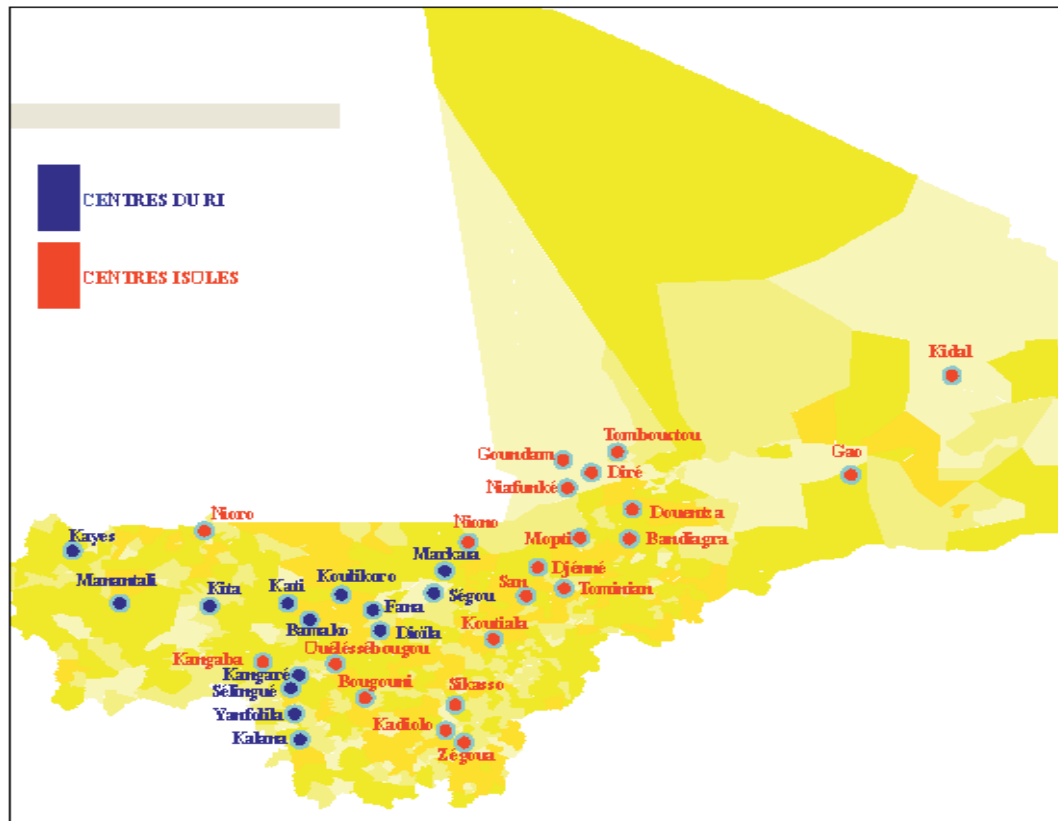 CENTRES DU RI
CENTRES ISOLES
Kidal
Tombouctou
Goundam
Diré
Gao
Niafunké
Douentza
Nioro
Niono
Mopti
Bandiagra
Kayes
Markana
Djénné
Manantali
Kita
Kati
Koulikoro
San
Tominian
Fana
Ségou
Bamako
Dioïla
Koutiala
Ouéléssébougou
Kangaba
Kangaré
Sélingué
Bougouni
Sikasso
Yanfolila
Kadiolo
Kalana
Zégoua